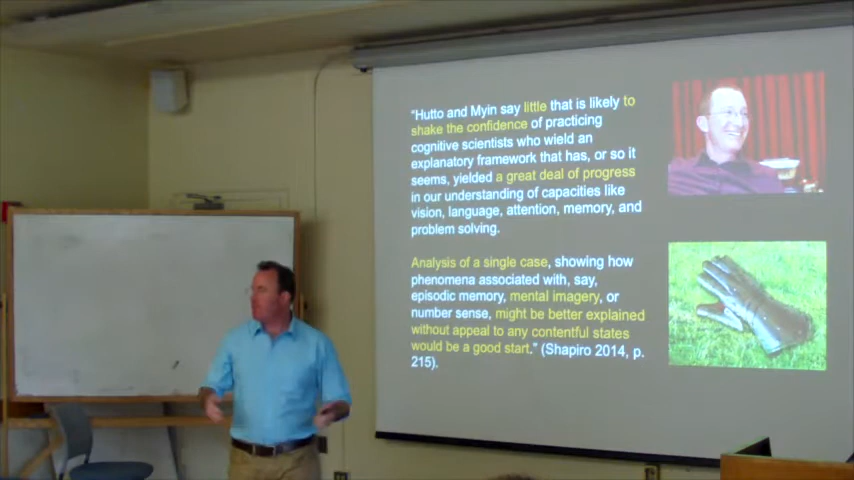 “Hutto and Myin say little that is likely to
shake the confidence of practicing
cognitive scientists who wield an
explanatory framework that has, or so it
seems, yielded a great deal of progress
in our understanding of capacities like
vision, language, attention, memory, and
problem solving.
Analysis of a single case, showing how
phenomena associated with, say,
episodic memory, mental imagery, or
number sense, might be better explained
without appeal to any contentful states
would be a good start.” (Shapiro 2014, p.
215).